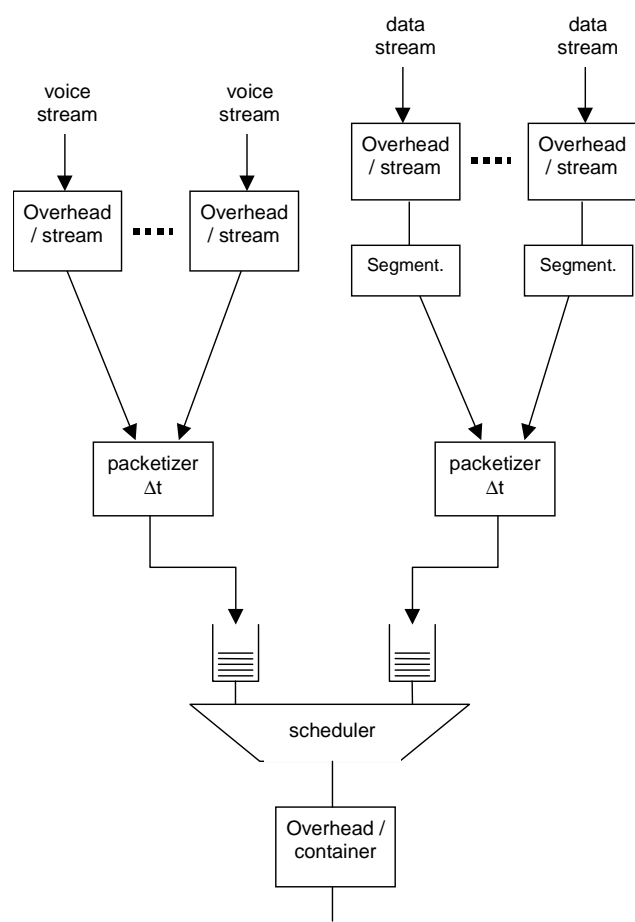 data
stream
data
stream
voice
stream
voice
stream
Overhead
/ stream
Overhead
/ stream
Overhead
/ stream
Overhead
/ stream
Segment.
Segment.
packetizer
Δt
packetizer
Δt
scheduler
Overhead /
container